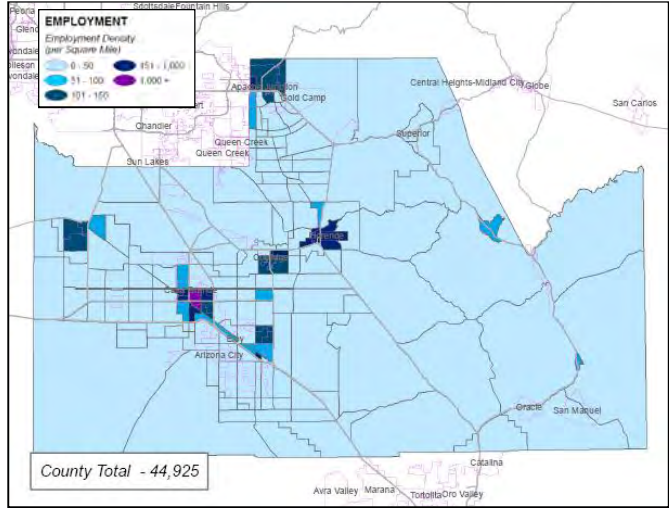 Scottsdale
Fountain Hills
Peoria
EMPLOYMENT
Employment Density
(per Square Mile)
0 - 50
151 - 1,000
51 - 100
1,000 +
101 - 150
Apache Junction
Gold Camp
Central Heights-Midland City
Globe
San Carlos
Chandler
Superior
Queen Creek
Queen Creek
Sun Lakes
Florence
Coolidge
Casa Grande
Eloy
Arizona City
Oracle
San Manuel
County Total - 44,925
Catalina
Avra Valley
Marana
Tortolita
Oro Valley